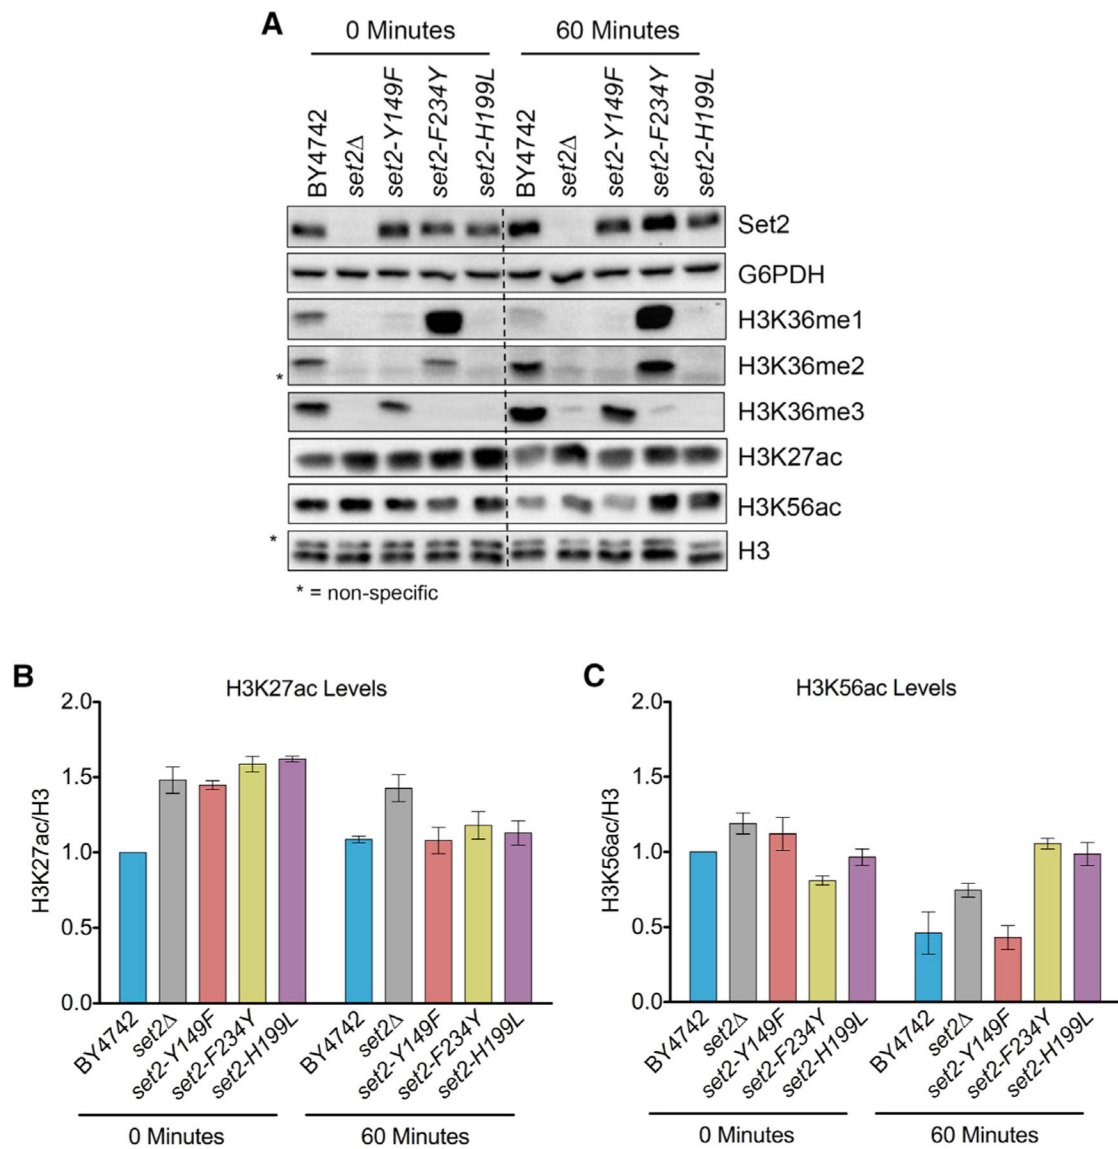 A
0 Minutes
60 Minutes
BY4742
set2Δ
set2-Y149F
set2-F234Y
set2-H199L
BY4742
set2Δ
set2-Y149F
set2-F234Y
set2-H199L
Set2
G6PDH
H3K36me1
H3K36me2
*
H3K36me3
H3K27ac
H3K56ac
*
H3
* = non-specific
B
H3K27ac Levels
H3K27ac/H3
2.0
1.5
1.0
0.5
0.0
BY4742
set2Δ
set2-Y149F
set2-F234Y
set2-H199L
BY4742
set2Δ
set2-Y149F
set2-F234Y
set2-H199L
0 Minutes
60 Minutes
C
H3K56ac Levels
H3K56ac/H3
2.0
1.5
1.0
0.5
0.0
BY4742
set2Δ
set2-Y149F
set2-F234Y
set2-H199L
BY4742
set2Δ
set2-Y149F
set2-F234Y
set2-H199L
0 Minutes
60 Minutes